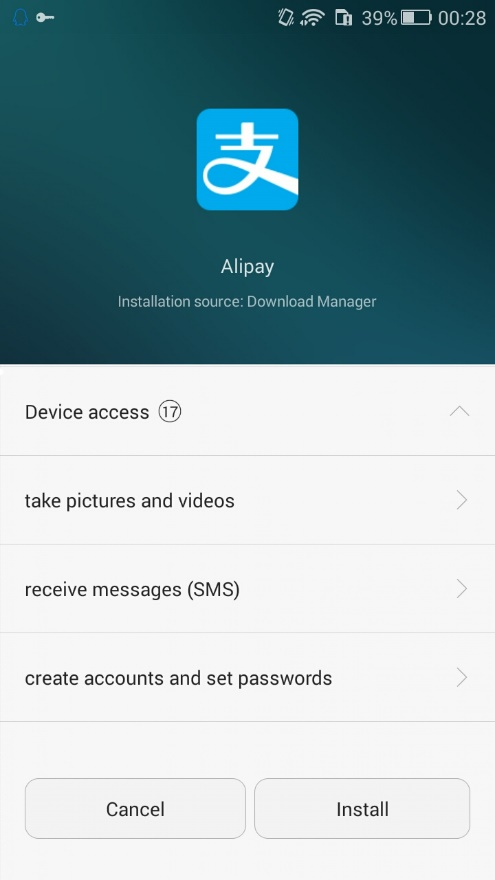 39% 00:28
支
Alipay
Installation source: Download Manager
Device access 17
take pictures and videos
receive messages (SMS)
create accounts and set passwords
Cancel Install